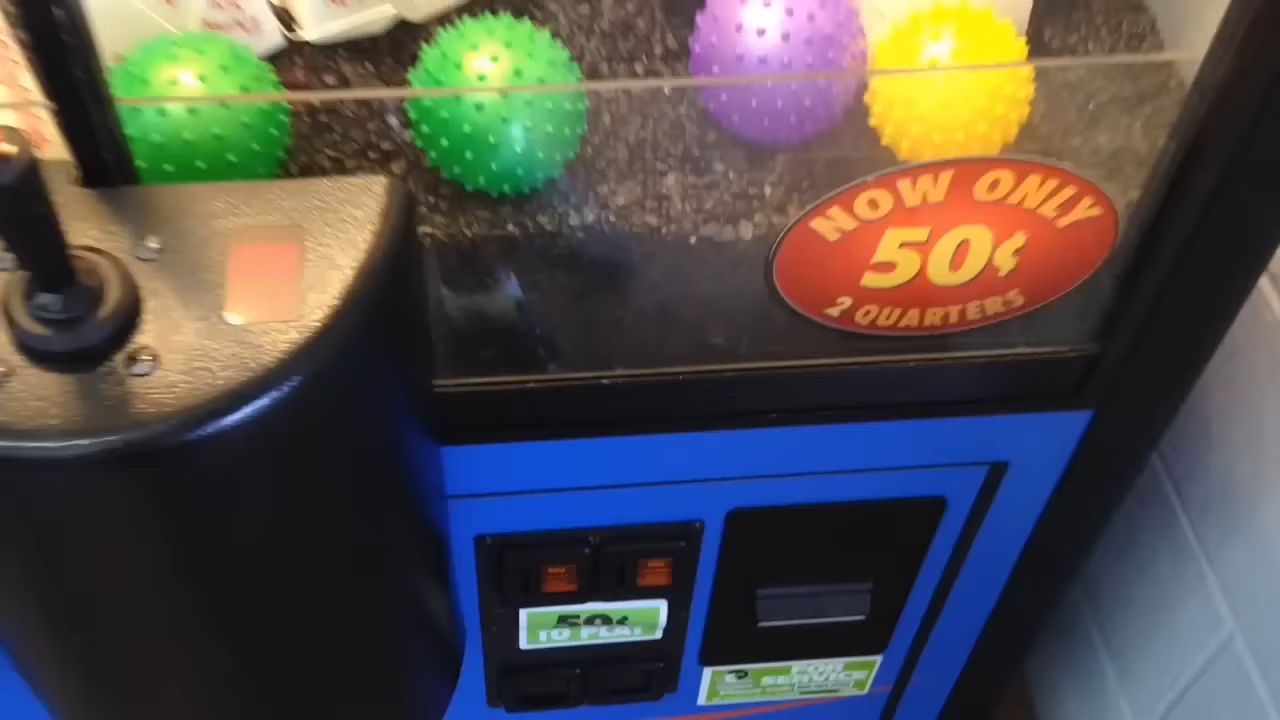 NOW ONLY
50¢
2 QUARTERS
50¢
TO PLAY
FOR
SERVICE